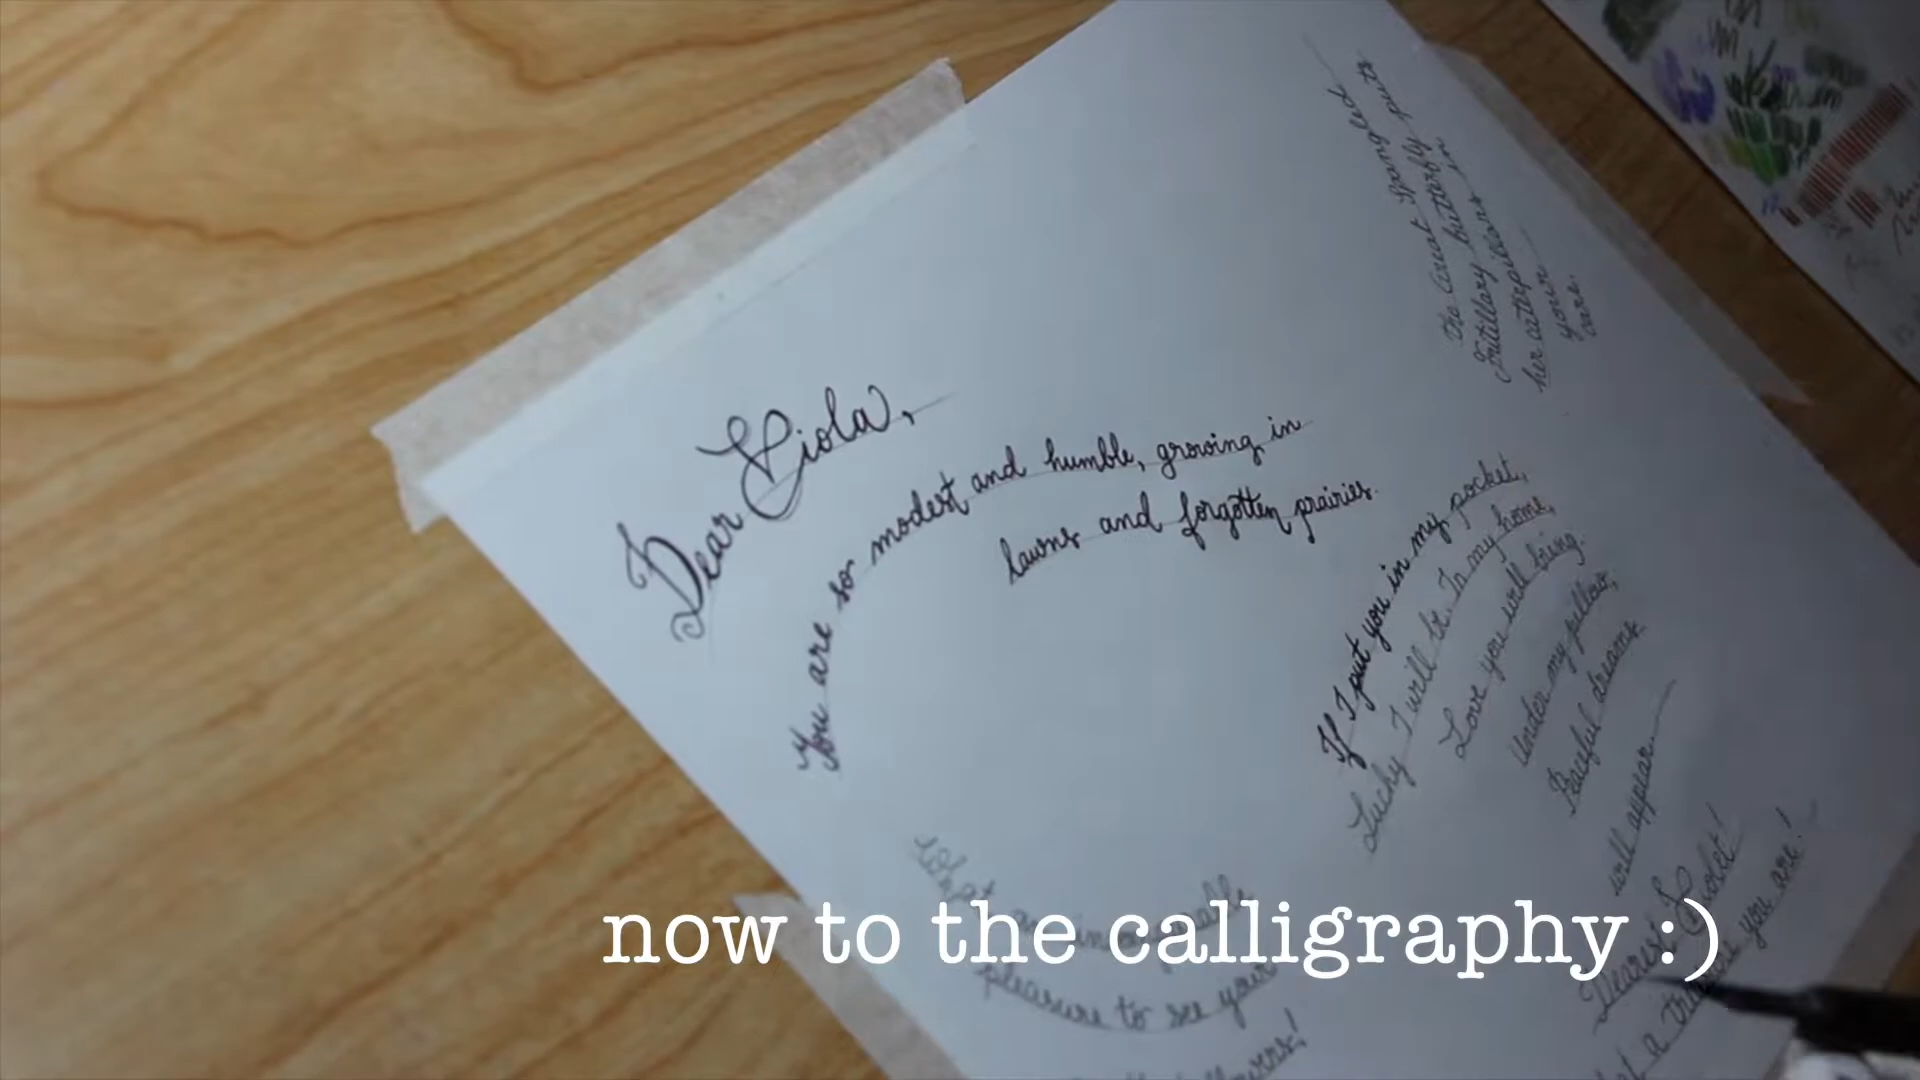 Dear Viola,
You are so modest and humble, growing in
lawns and forgotten prairies.
The Great Spangled
Fritillary butterfly puts
her caterpillars in
your
care.
If I put you in my pocket,
Lucky I will be. In my home,
Love you will bring.
Under my pillow,
Peaceful dreams
will appear
Dearest Violet!
a you are!
What an
pleasure to see your
now to the calligraphy :)